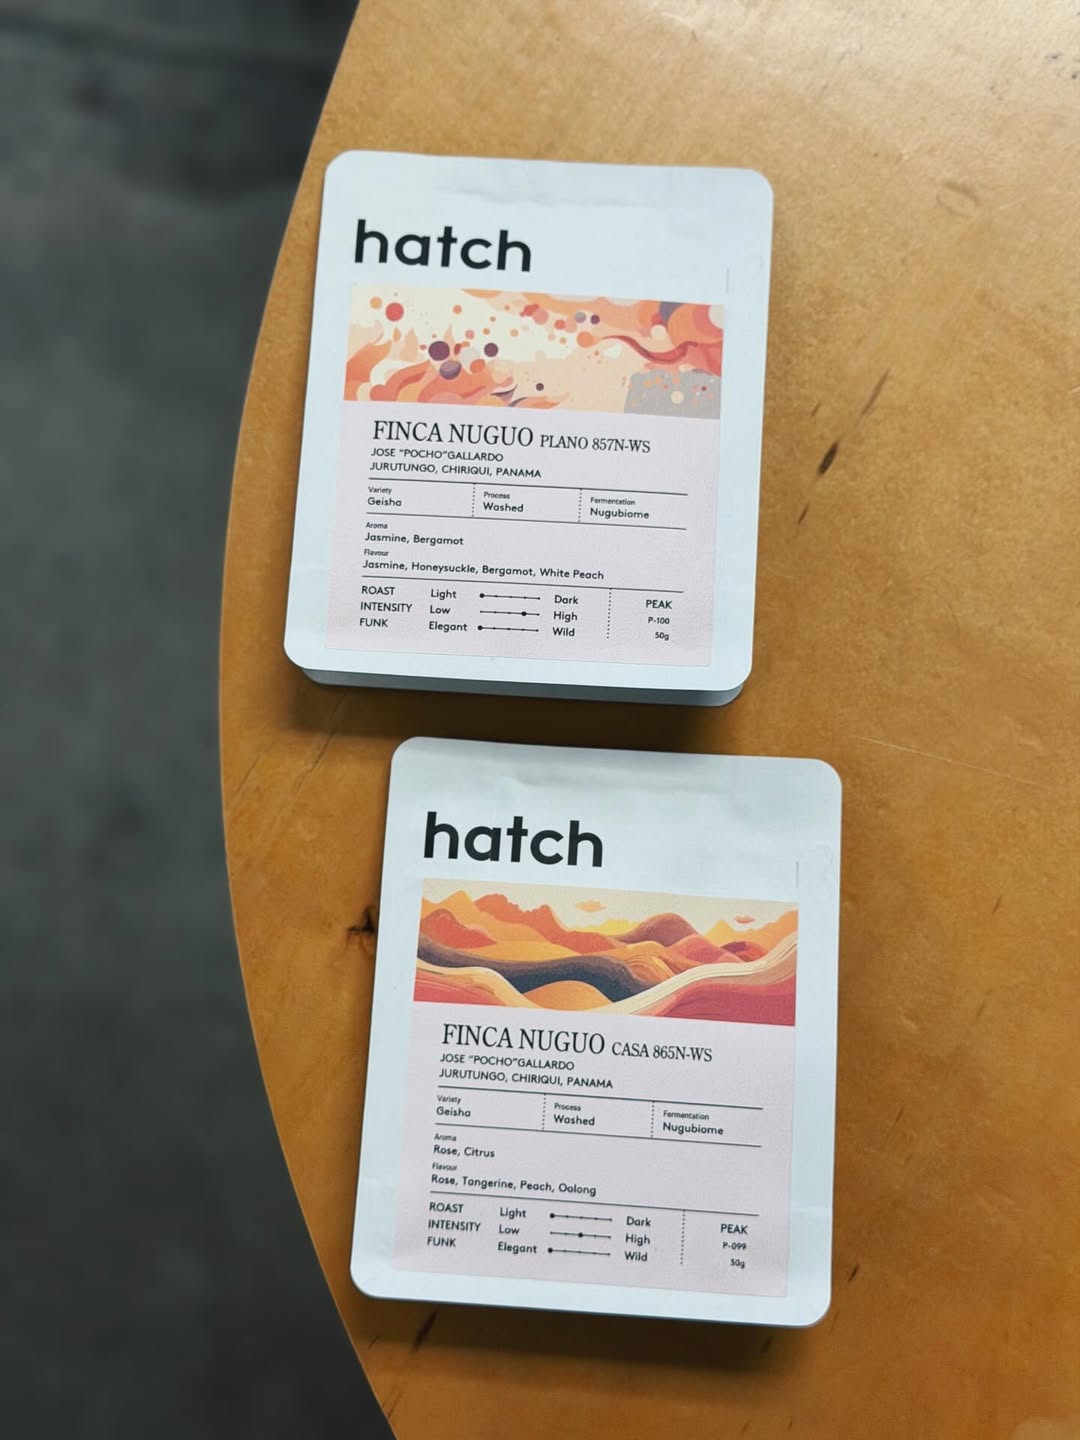 hatch
FINCA NUGUO PLANO 857N-WS
JOSE "POCHO"GALLARDO
JURUTUNGO, CHIRIQUI, PANAMA
Variety Process Fermentation
Geisha Washed Nugubiome
Aroma
Jasmine, Bergamot
Flavour
Jasmine, Honeysuckle, Bergamot, White Peach
ROAST Light Dark PEAK
INTENSITY Low High P-100
FUNK Elegant Wild 50g
hatch
FINCA NUGUO CASA 865N-WS
JOSE "POCHO"GALLARDO
JURUTUNGO, CHIRIQUI, PANAMA
Variety Process Fermentation
Geisha Washed Nugubiome
Aroma
Rose, Citrus
Flavour
Rose, Tangerine, Peach, Oolong
ROAST Light Dark PEAK
INTENSITY Low High P-099
FUNK Elegant Wild 50g